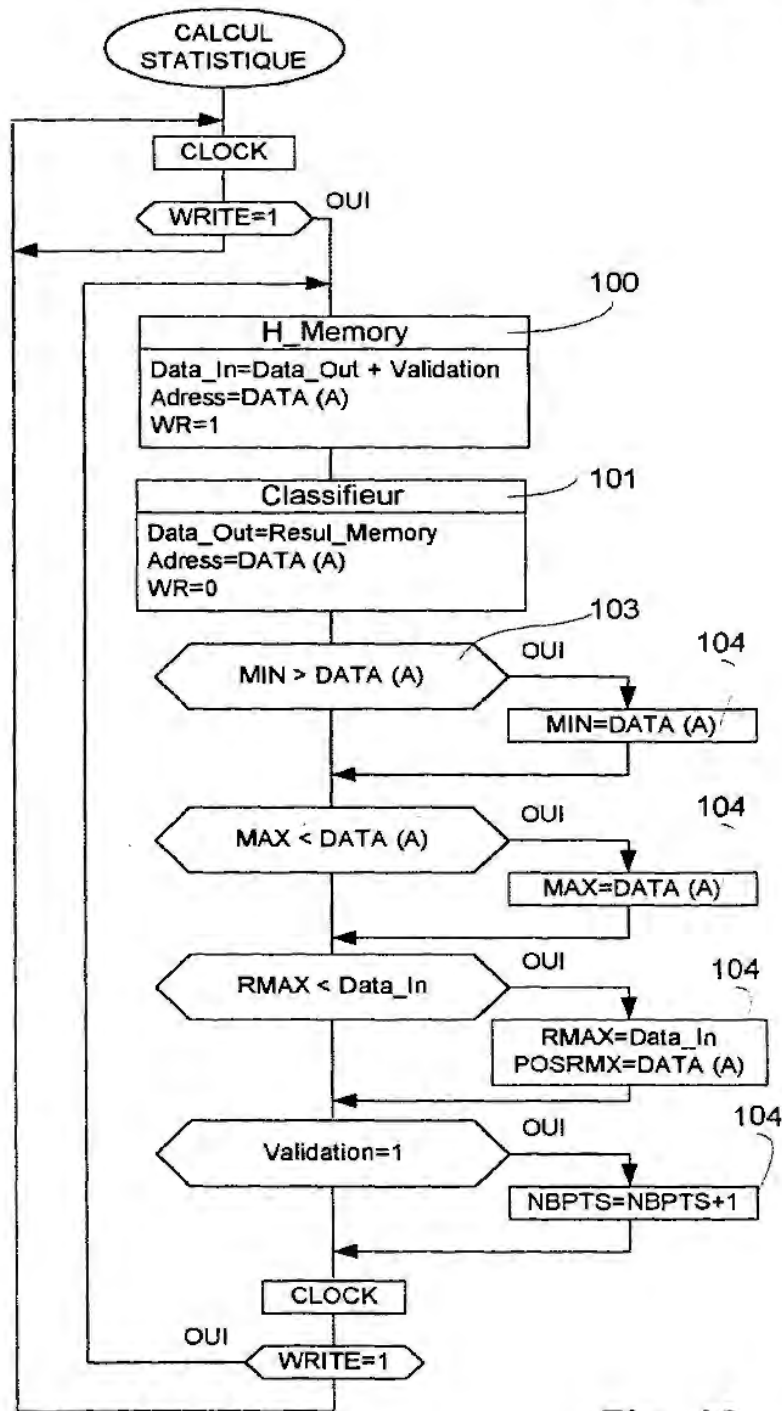 CALCUL
STATISTIQUE
CLOCK
WRITE=1
OUI
100
H_Memory
Data_In=Data_Out + Validation
Adress=DATA (A)
WR=1
101
Classifieur
Data_Out=Resul_Memory
Adress=DATA (A)
WR=0
103
MIN > DATA (A)
OUI
104
MIN=DATA (A)
MAX < DATA (A)
OUI
104
MAX=DATA (A)
RMAX < Data_In
OUI
104
RMAX=Data_In
POSRMX=DATA (A)
Validation=1
OUI
104
NBPTS=NBPTS+1
CLOCK
OUI
WRITE=1